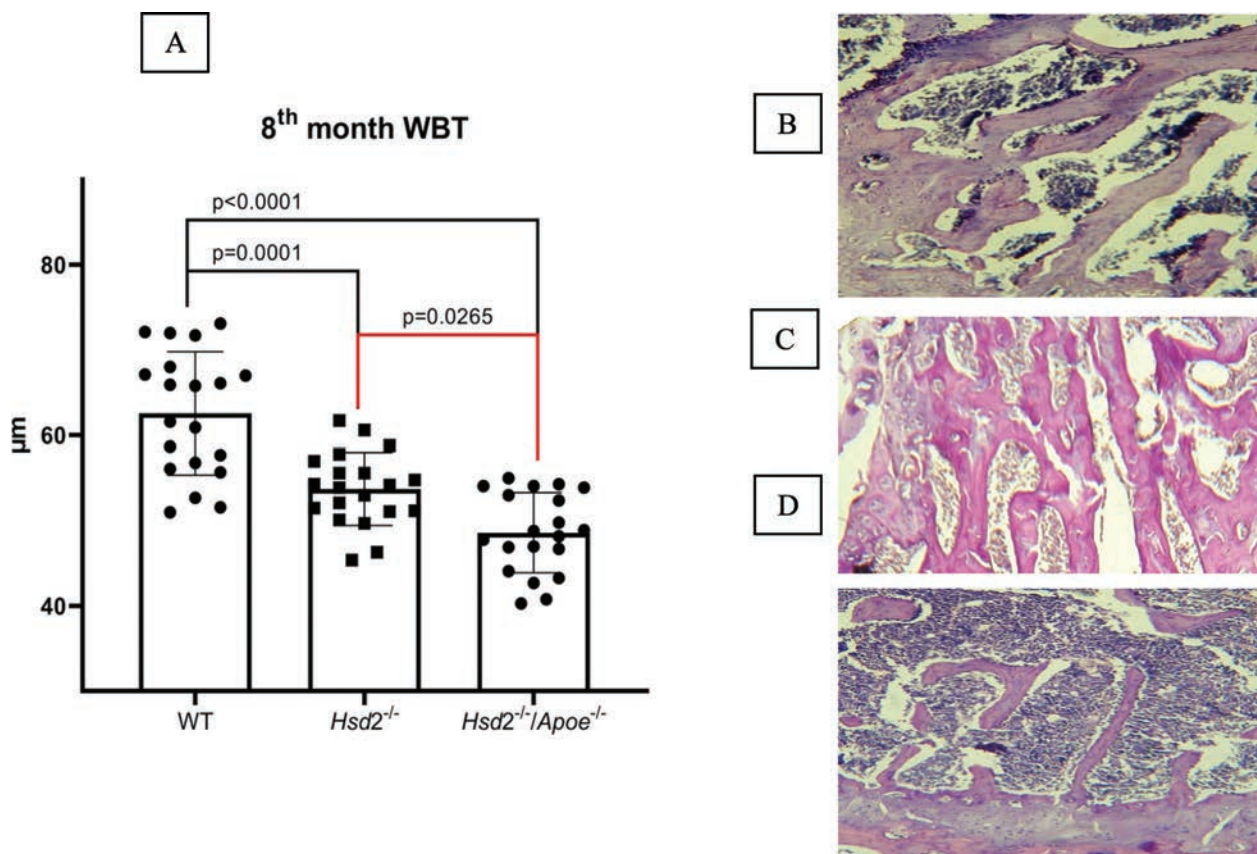 A
8th month WBT
p<0.0001
p=0.0001
p=0.0265
80
60
40
µm
WT
Hsd2-/-
Hsd2-/-/Apoe-/-
B
C
D